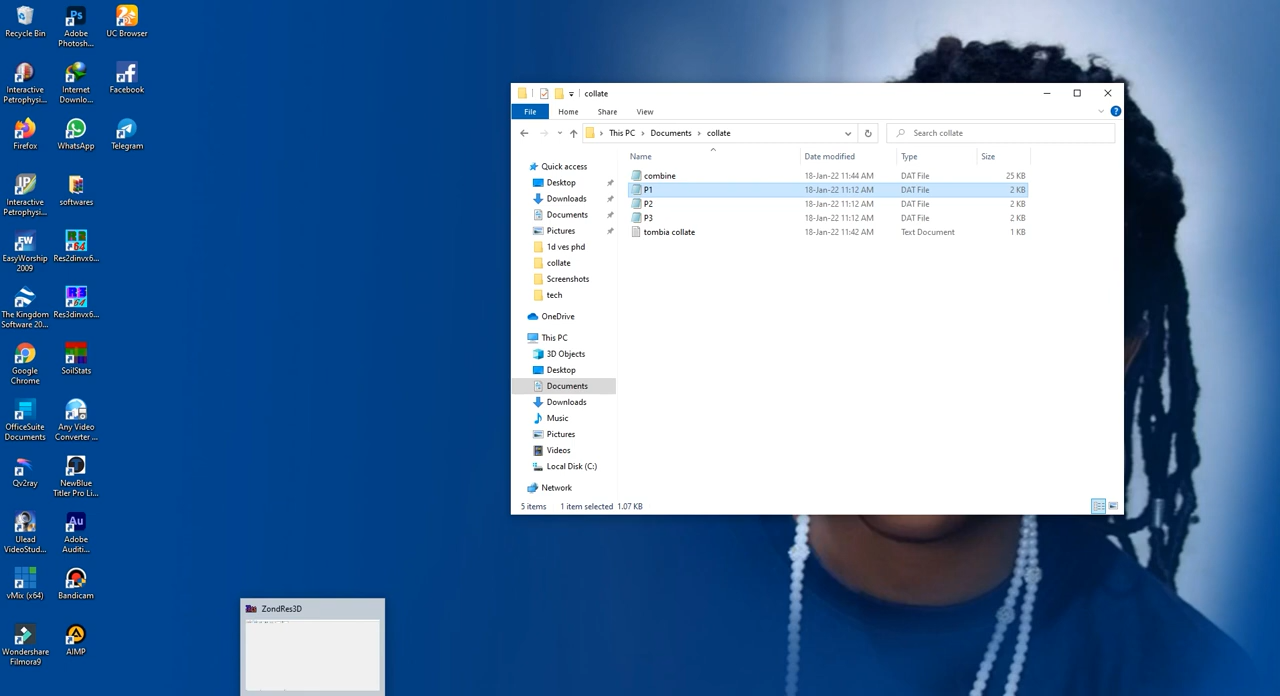 Recycle Bin
Adobe
Photosh...
UC Browser
Interactive
Petrophysi...
Internet
Downlo...
Facebook
Firefox
WhatsApp
Telegram
Interactive
Petrophysi...
softwares
EasyWorship
2009
Res2dinvx6...
The Kingdom
Software 20...
Res3dinvx6...
Google
Chrome
SoilStats
OfficeSuite
Documents
Any Video
Converter ...
Qv2ray
NewBlue
Titler Pro Li...
Ulead
VideoStud...
Adobe
Auditi...
vMix (x64)
Bandicam
Wondershare
Filmora9
AIMP
collate
File Home Share View
This PC > Documents > collate
Search collate
Name Date modified Type Size
combine 18-Jan-22 11:44 AM DAT File 25 KB
P1 18-Jan-22 11:12 AM DAT File 2 KB
P2 18-Jan-22 11:12 AM DAT File 2 KB
P3 18-Jan-22 11:12 AM DAT File 2 KB
tombia collate 18-Jan-22 11:42 AM Text Document 1 KB
Quick access
Desktop
Downloads
Documents
Pictures
1d ves phd
collate
Screenshots
tech
OneDrive
This PC
3D Objects
Desktop
Documents
Downloads
Music
Pictures
Videos
Local Disk (C:)
Network
5 items 1 item selected 1.07 KB
ZondRes3D